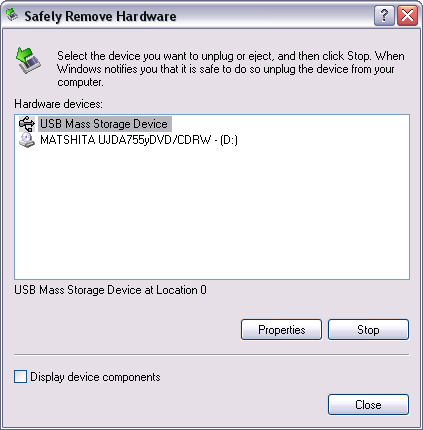 Safely Remove Hardware
?
Select the device you want to unplug or eject, and then click Stop. When
Windows notifies you that it is safe to do so unplug the device from your
computer.
Hardware devices:
USB Mass Storage Device
MATSHITA UJDA755yDVD/CDRW - (D:)
USB Mass Storage Device at Location 0
Properties
Stop
Display device components
Close